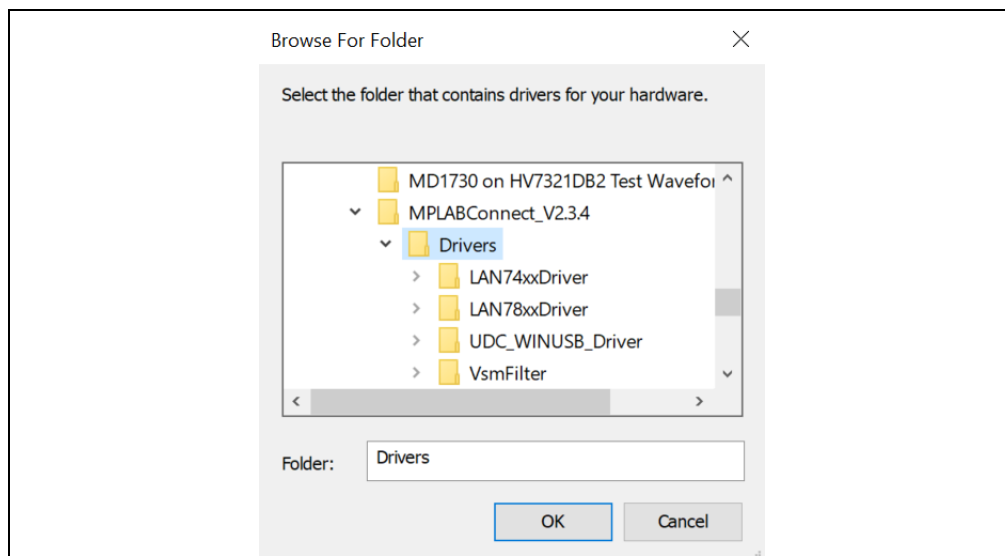 Browse For Folder
Select the folder that contains drivers for your hardware.
MD1730 on HV7321DB2 Test Wavefor
MPLABConnect_V2.3.4
Drivers
LAN74xxDriver
LAN78xxDriver
UDC_WINUSB_Driver
VsmFilter
Folder: Drivers
OK Cancel